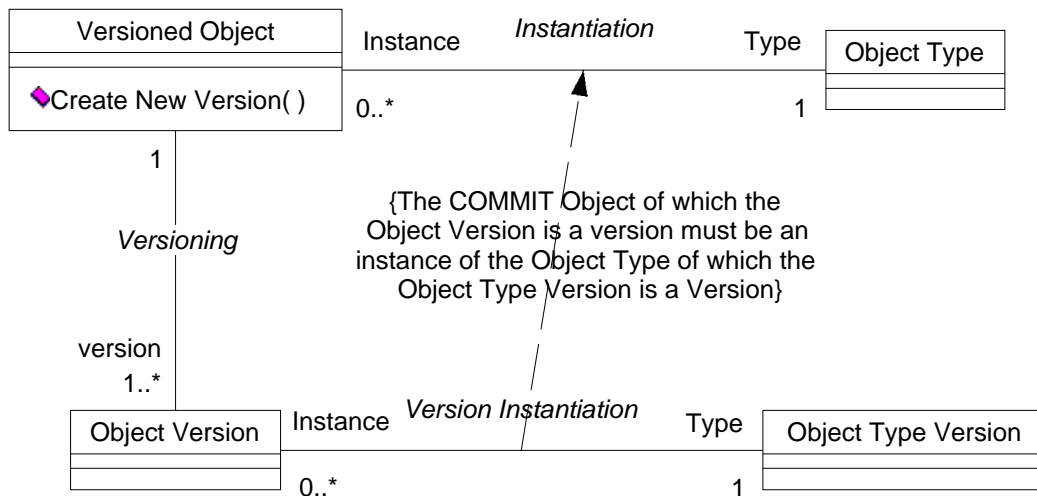 Versioned Object
Instance
Instantiation
Type
Object Type
Create New Version( )
0..*
1
1
{The COMMIT Object of which the
Object Version is a version must be an
instance of the Object Type of which the
Object Type Version is a Version}
Versioning
version
1..*
Object Version
Instance
Version Instantiation
Type
Object Type Version
0..*
1